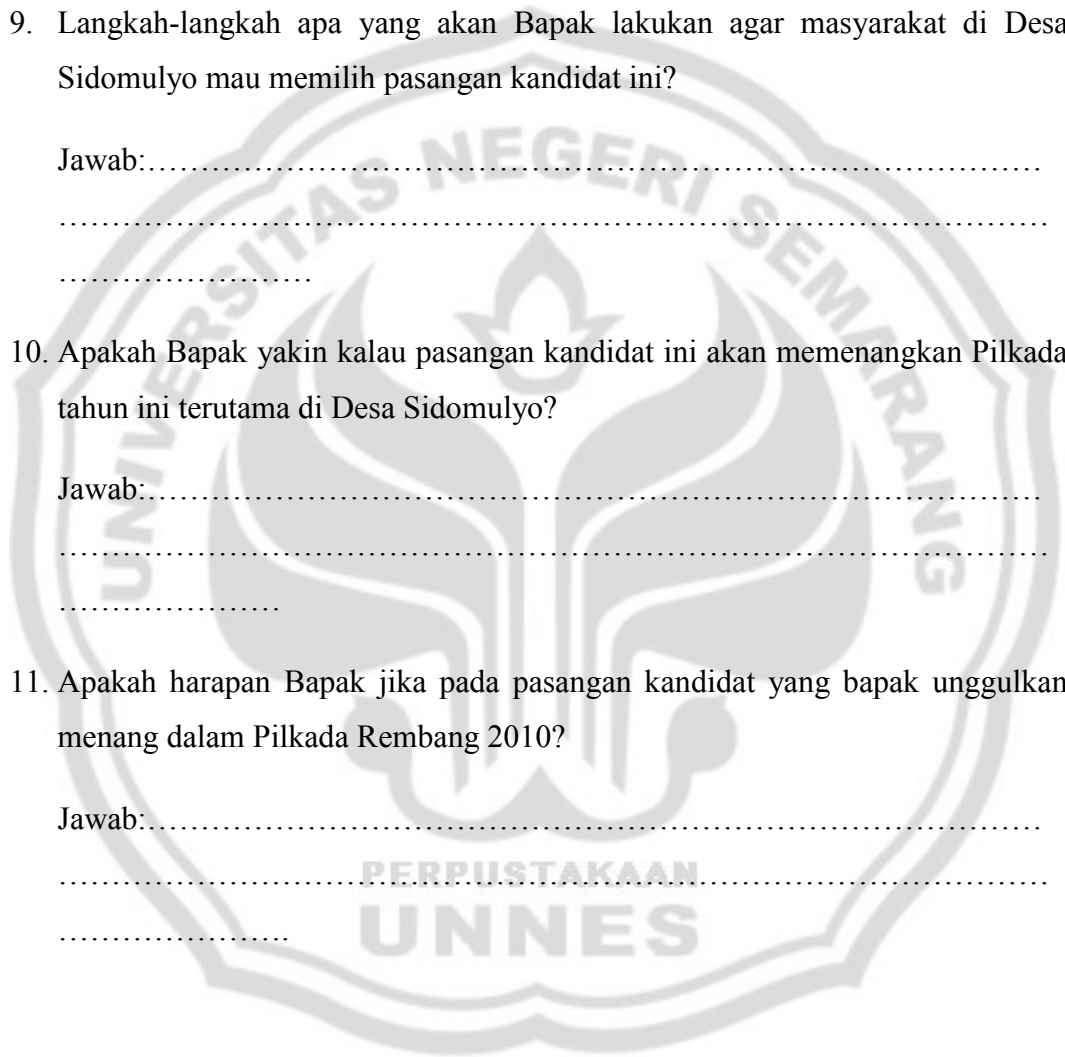 9. Langkah-langkah apa yang akan Bapak lakukan agar masyarakat di Desa
Sidomulyo mau memilih pasangan kandidat ini?
Jawab:……………………………………………………………………………
……………………………………………………………………………………
…………………….
10. Apakah Bapak yakin kalau pasangan kandidat ini akan memenangkan Pilkada
tahun ini terutama di Desa Sidomulyo?
Jawab:……………………………………………………………………………
……………………………………………………………………………………
…………………
11. Apakah harapan Bapak jika pada pasangan kandidat yang bapak unggulkan
menang dalam Pilkada Rembang 2010?
Jawab:……………………………………………………………………………
……………………………………………………………………………………
………………….
UNIVERSITAS NEGERI SEMARANG
PERPUSTAKAAN
UNNES